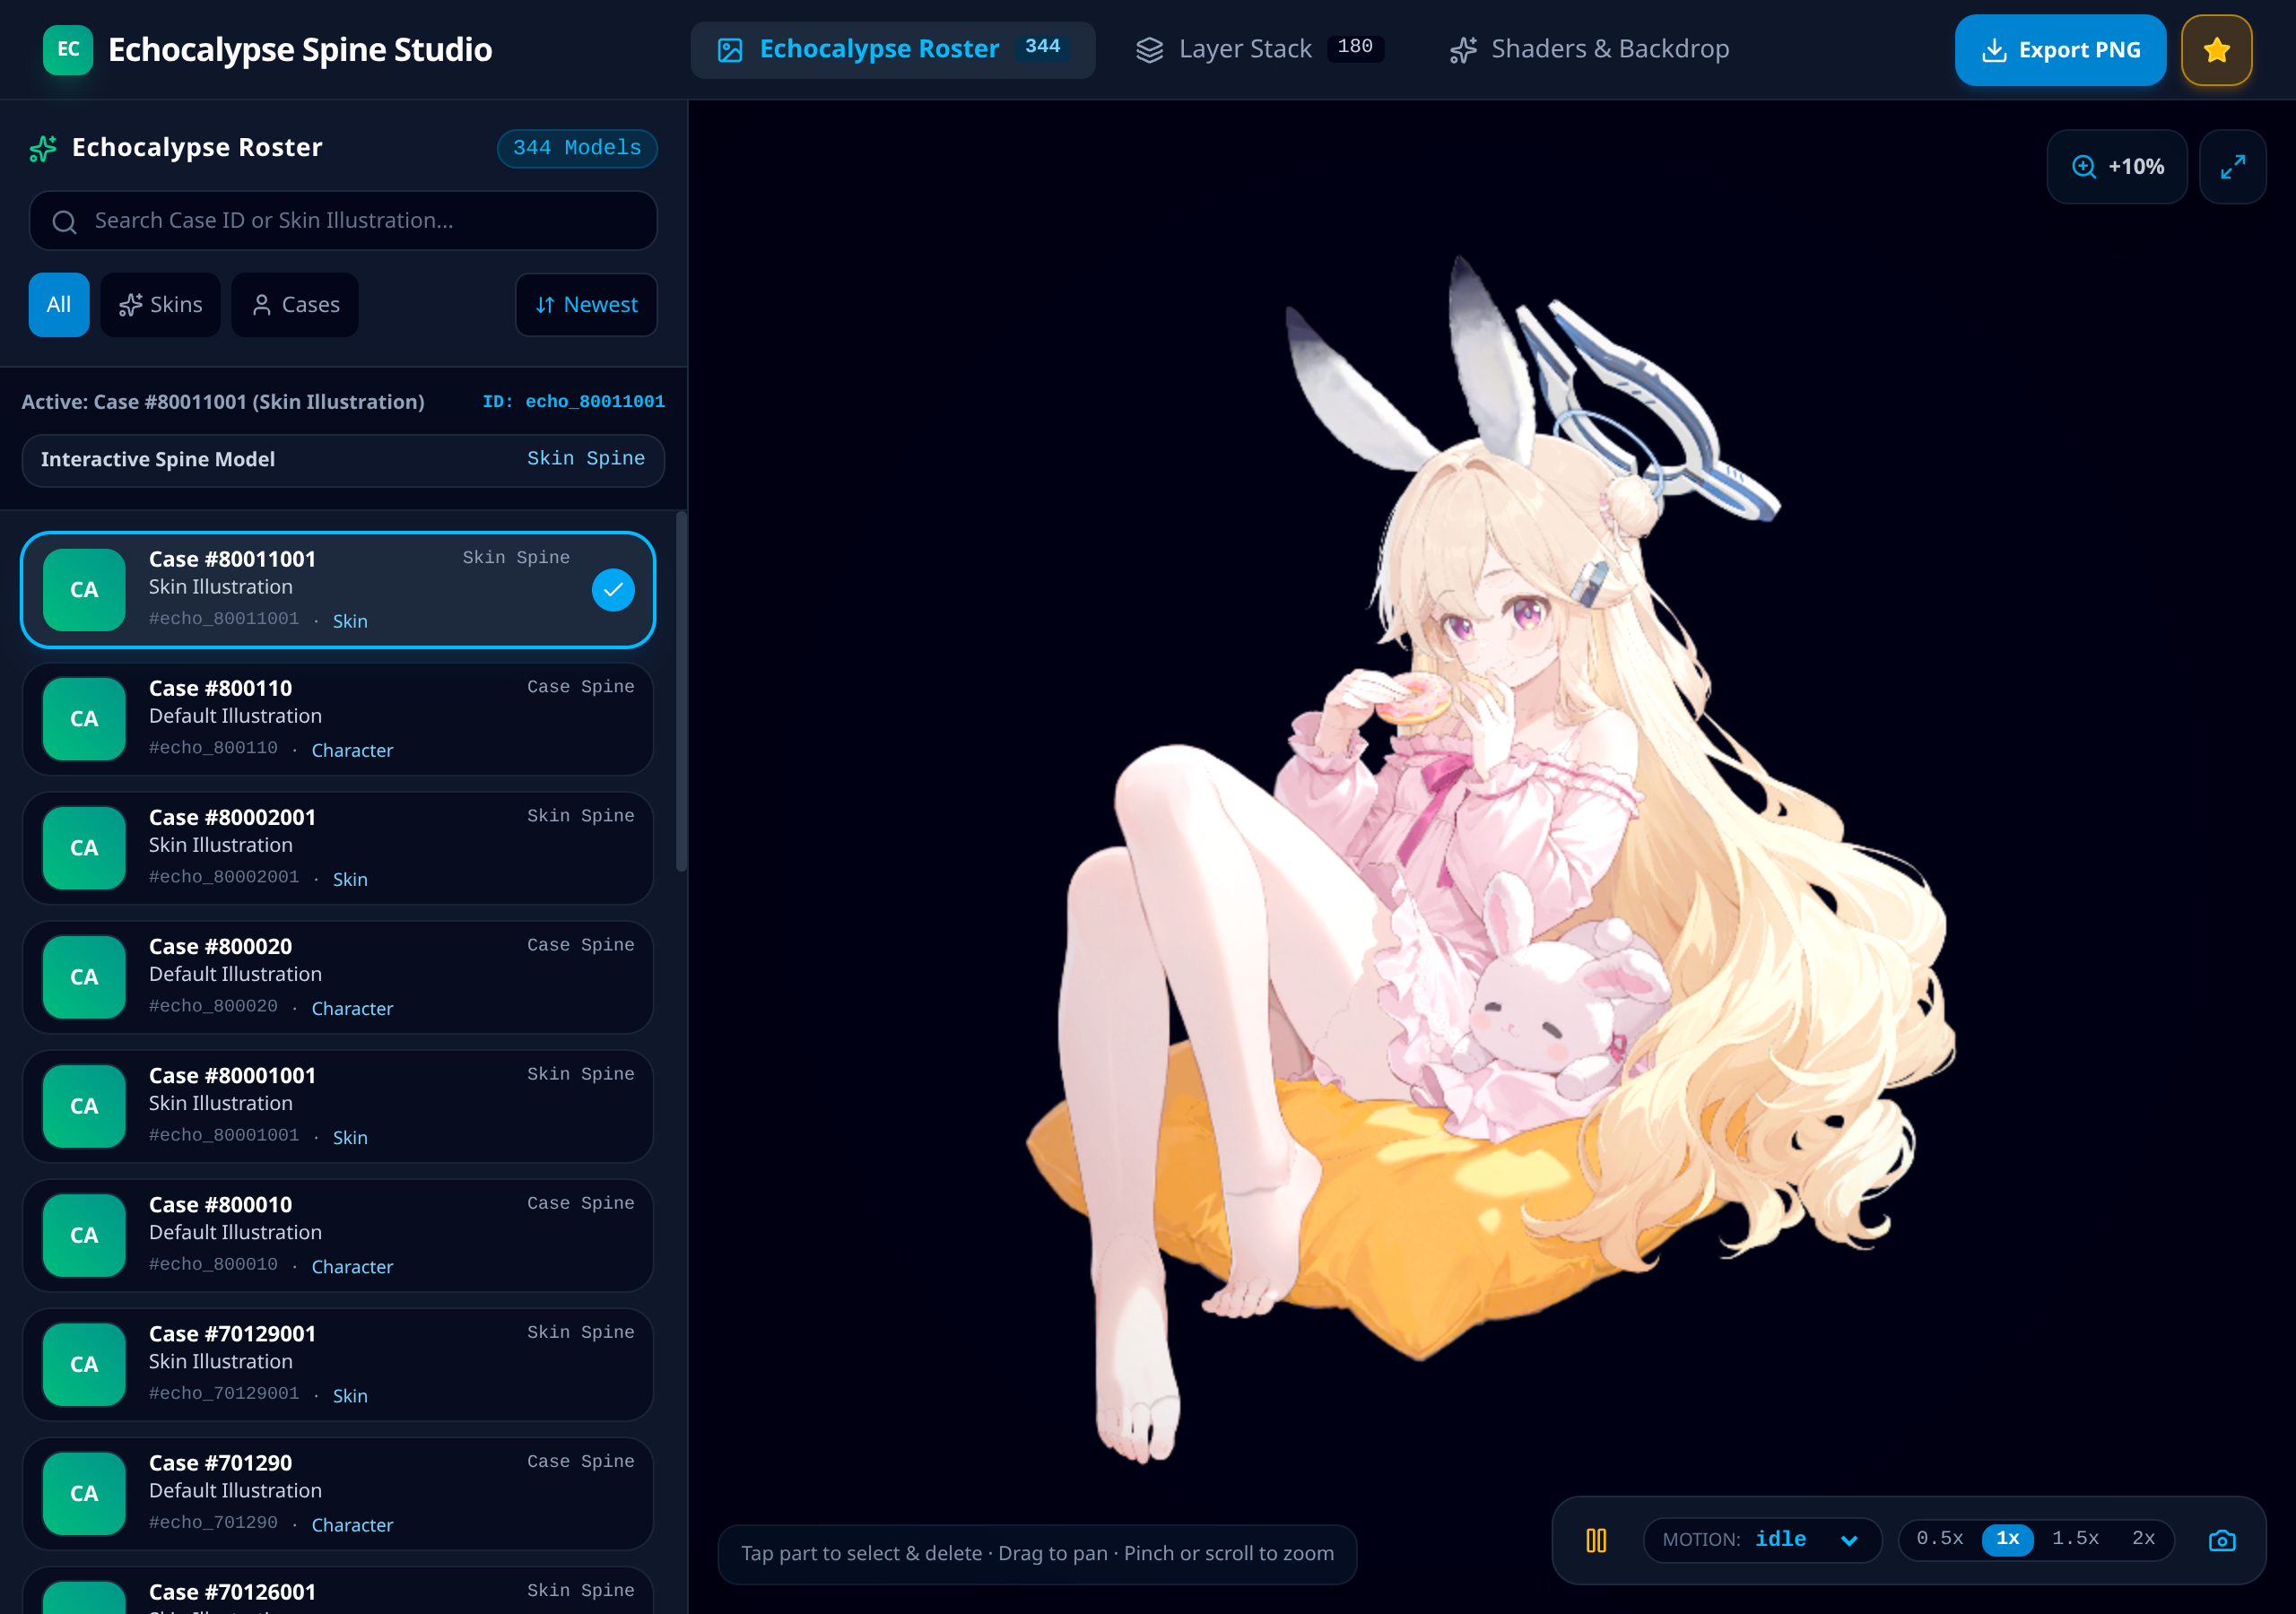 EC Echocalypse Spine Studio
Echocalypse Roster 344
Layer Stack 180
Shaders & Backdrop
Export PNG
Echocalypse Roster
344 Models
Search Case ID or Skin Illustration...
All
Skins
Cases
Newest
Active: Case #80011001 (Skin Illustration)
ID: echo_80011001
Interactive Spine Model
Skin Spine
CA
Case #80011001
Skin Spine
Skin Illustration
#echo_80011001 · Skin
CA
Case #800110
Case Spine
Default Illustration
#echo_800110 · Character
CA
Case #80002001
Skin Spine
Skin Illustration
#echo_80002001 · Skin
CA
Case #800020
Case Spine
Default Illustration
#echo_800020 · Character
CA
Case #80001001
Skin Spine
Skin Illustration
#echo_80001001 · Skin
CA
Case #800010
Case Spine
Default Illustration
#echo_800010 · Character
CA
Case #70129001
Skin Spine
Skin Illustration
#echo_70129001 · Skin
CA
Case #701290
Case Spine
Default Illustration
#echo_701290 · Character
Case #70126001
Skin Spine
+10%
Tap part to select & delete · Drag to pan · Pinch or scroll to zoom
MOTION: idle
0.5x 1x 1.5x 2x